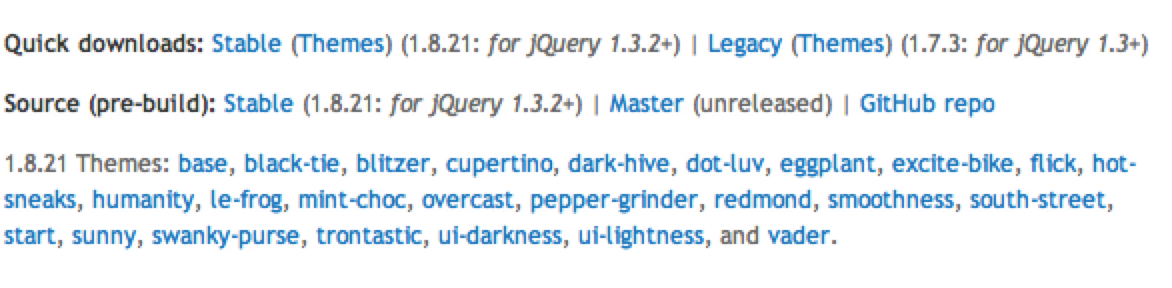 Quick downloads: Stable (Themes) (1.8.21: for jQuery 1.3.2+) | Legacy (Themes) (1.7.3: for jQuery 1.3+)
Source (pre-build): Stable (1.8.21: for jQuery 1.3.2+) | Master (unreleased) | GitHub repo
1.8.21 Themes: base, black-tie, blitzer, cupertino, dark-hive, dot-luv, eggplant, excite-bike, flick, hot-
sneaks, humanity, le-frog, mint-choc, overcast, pepper-grinder, redmond, smoothness, south-street,
start, sunny, swanky-purse, trontastic, ui-darkness, ui-lightness, and vader.